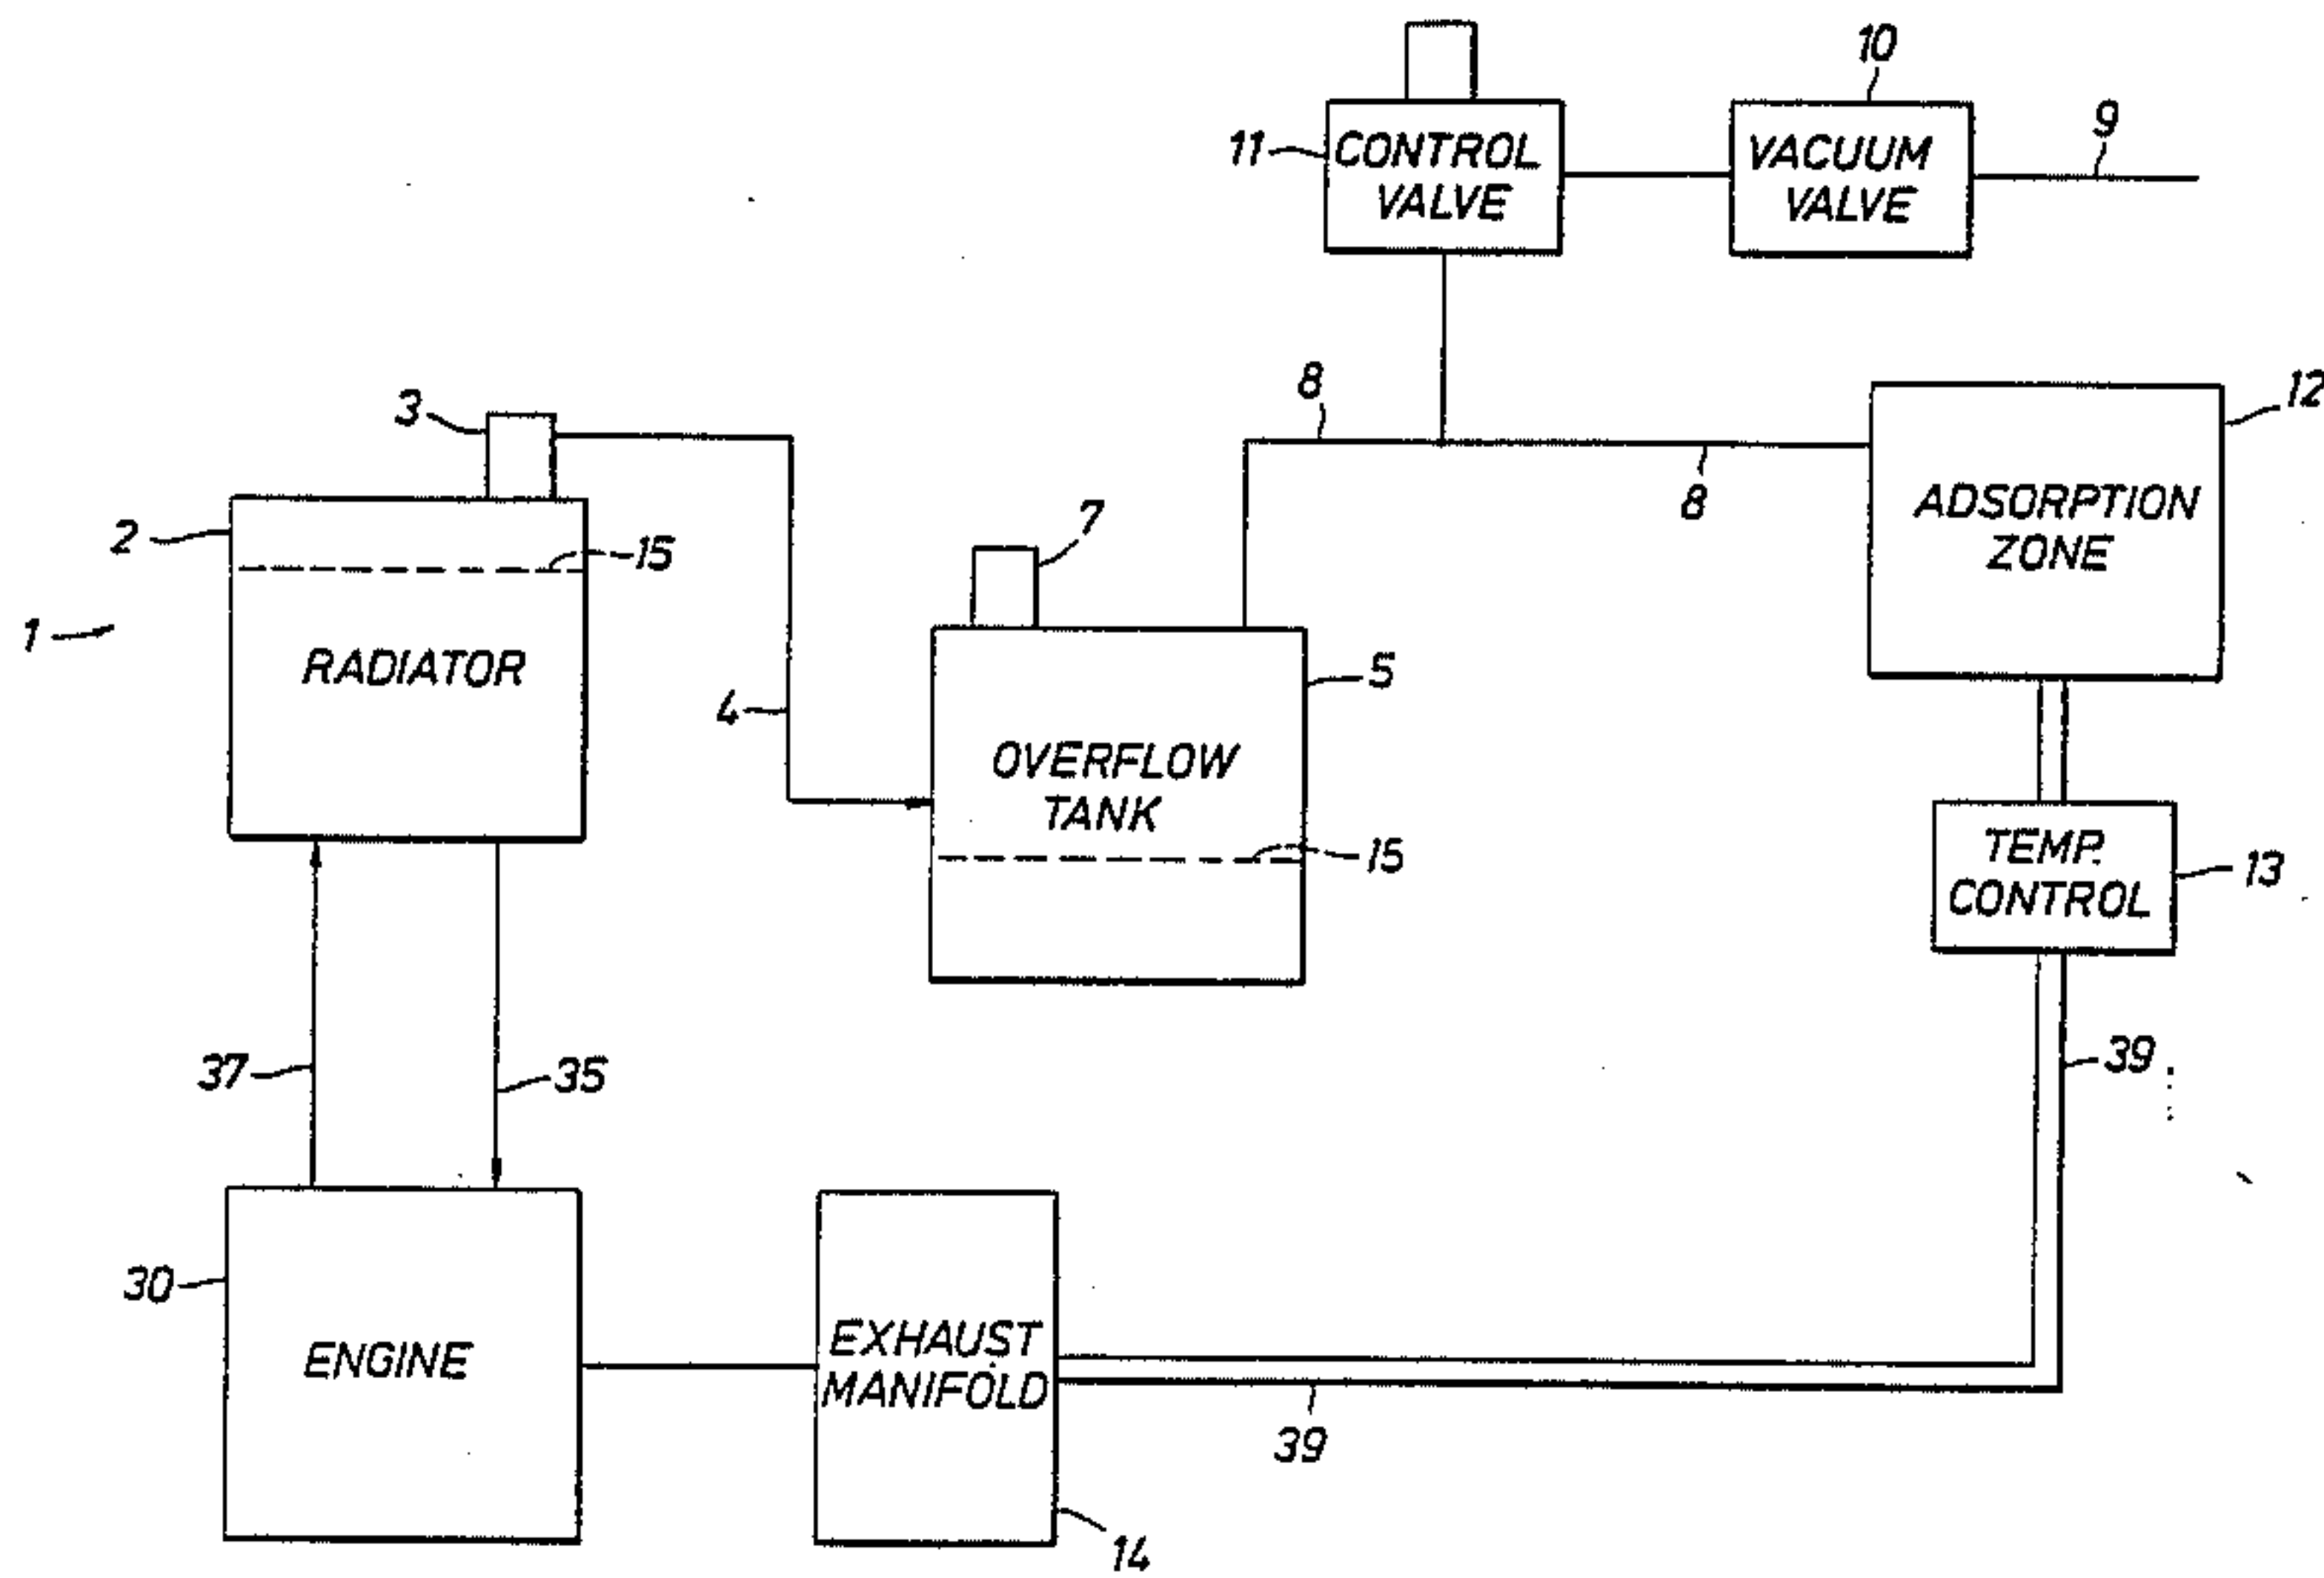 10
9
11
CONTROL
VALVE
VACUUM
VALVE
8
12
3
8
ADSORPTION
ZONE
7
2
15
1
RADIATOR
5
4
OVERFLOW
TANK
15
TEMP.
CONTROL
13
37
35
39
30
ENGINE
EXHAUST
MANIFOLD
39
14